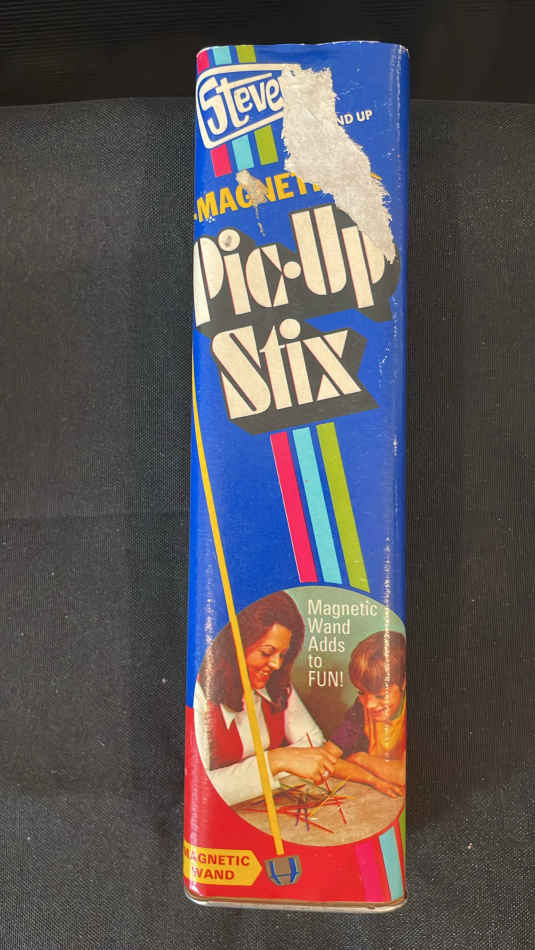 Steve
ND UP
MAGNET
Pic-Up
Stix
Magnetic
Wand
Adds
to
FUN!
MAGNETIC
WAND